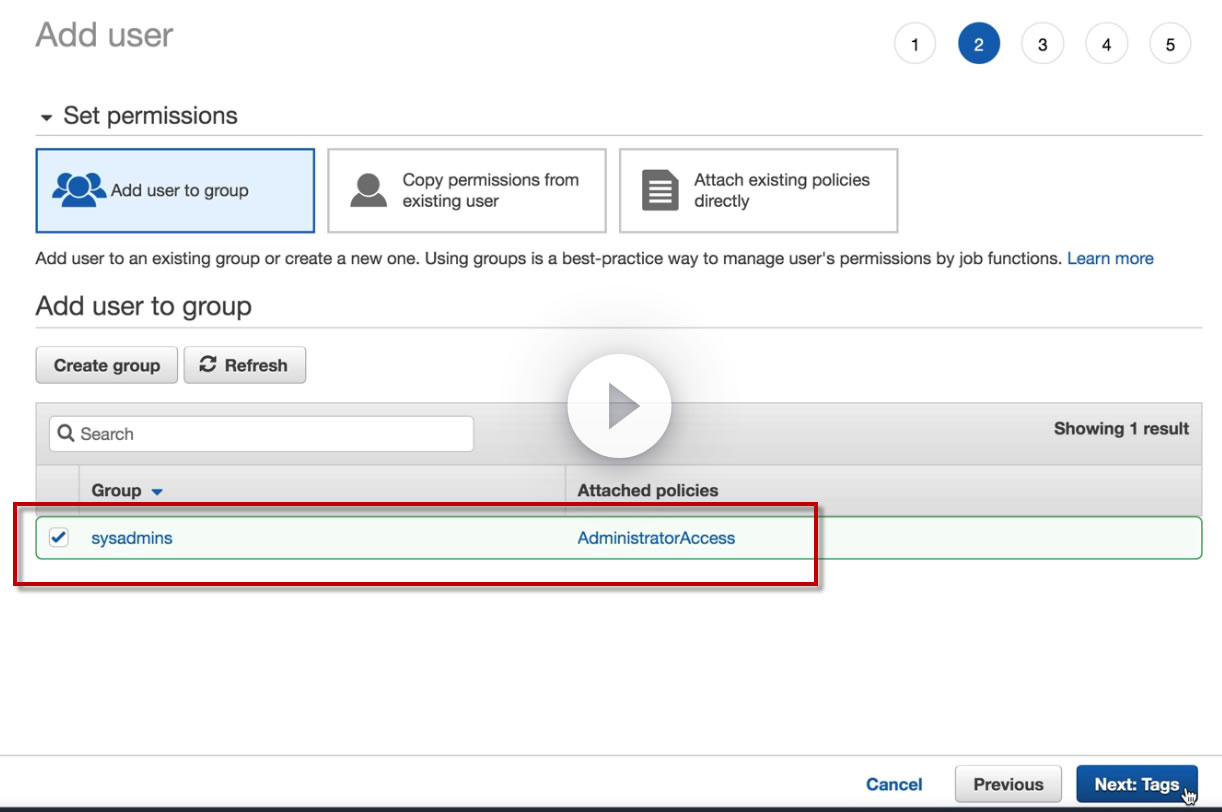 Add user
1 2 3 4 5
Set permissions
Add user to group
Copy permissions from
existing user
Attach existing policies
directly
Add user to an existing group or create a new one. Using groups is a best-practice way to manage user's permissions by job functions. Learn more
Add user to group
Create group Refresh
Search
Showing 1 result
Group Attached policies
sysadmins AdministratorAccess
Cancel Previous Next: Tags